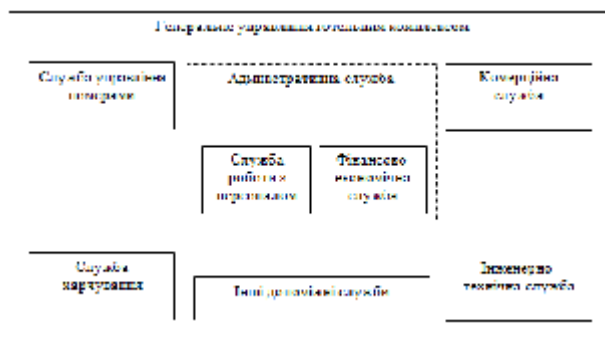 Генеральне управління готельним комплексом
Служба управління
номерами
Адміністративна служба
Комерційна
служба
Служба
роботи з
персоналом
Фінансово
економічна
служба
Служба
харчування
Інші допоміжні служби
Інженерно
технічна служба